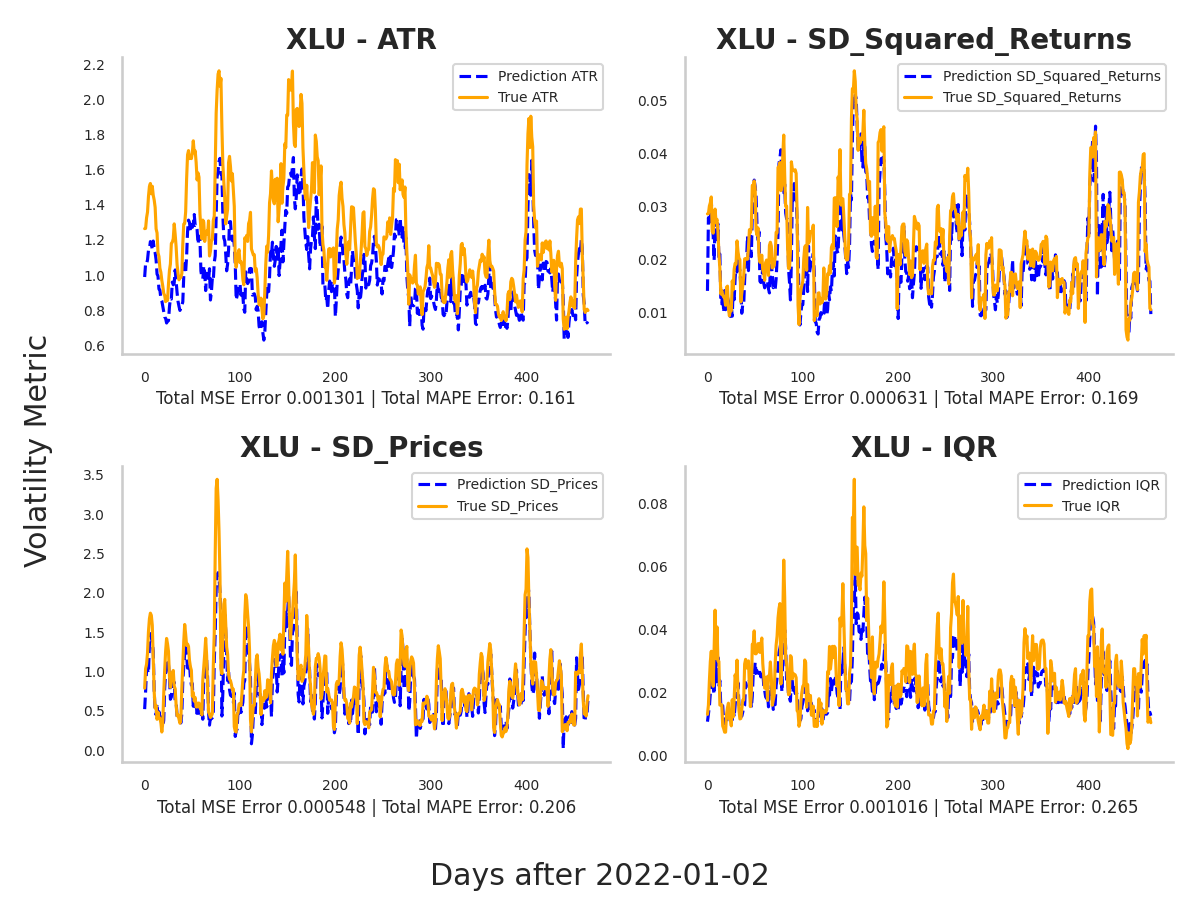 XLU - ATR
2.2
2.0
1.8
1.6
1.4
1.2
1.0
0.8
0.6
Prediction ATR
True ATR
0 100 200 300 400
Total MSE Error 0.001301 | Total MAPE Error: 0.161
XLU - SD_Squared_Returns
0.05
0.04
0.03
0.02
0.01
Prediction SD_Squared_Returns
True SD_Squared_Returns
0 100 200 300 400
Total MSE Error 0.000631 | Total MAPE Error: 0.169
Volatility Metric
XLU - SD_Prices
3.5
3.0
2.5
2.0
1.5
1.0
0.5
0.0
Prediction SD_Prices
True SD_Prices
0 100 200 300 400
Total MSE Error 0.000548 | Total MAPE Error: 0.206
XLU - IQR
0.08
0.06
0.04
0.02
0.00
Prediction IQR
True IQR
0 100 200 300 400
Total MSE Error 0.001016 | Total MAPE Error: 0.265
Days after 2022-01-02